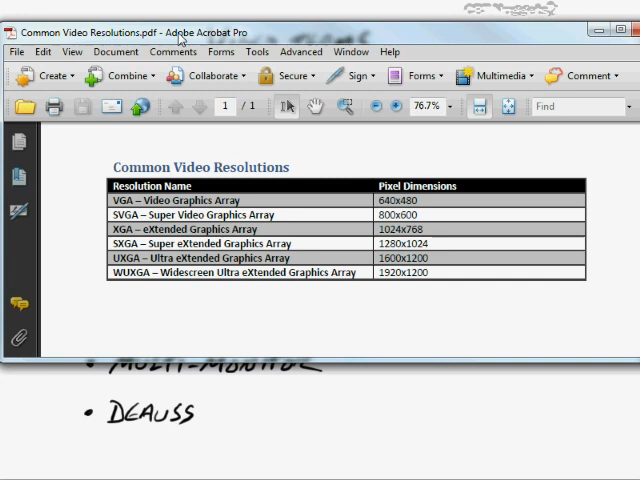 CBT Nuggets
Common Video Resolutions.pdf - Adobe Acrobat Pro
File Edit View Document Comments Forms Tools Advanced Window Help
Create Combine Collaborate Secure Sign Forms Multimedia Comment
1 / 1 76.7% Find
Common Video Resolutions
Resolution Name Pixel Dimensions
VGA – Video Graphics Array 640x480
SVGA – Super Video Graphics Array 800x600
XGA – eXtended Graphics Array 1024x768
SXGA – Super eXtended Graphics Array 1280x1024
UXGA – Ultra eXtended Graphics Array 1600x1200
WUXGA – Widescreen Ultra eXtended Graphics Array 1920x1200
• MULTI-MONITOR
• DEAUSS